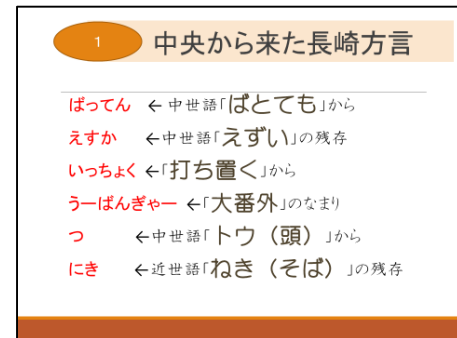 1 中央から来た長崎方言
ばってん ←中世語「ばとても」から
えすか ←中世語「えずい」の残存
いっちょく ←「打ち置く」から
うーばんぎゃー ←「大番外」のなまり
つ ←中世語「トウ（頭）」から
にき ←近世語「ねき（そば）」の残存